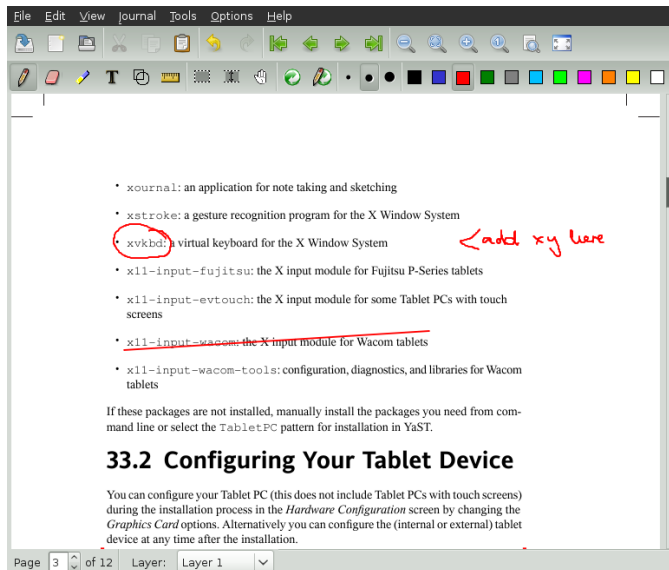 File Edit View Journal Tools Options Help
T
• xournal: an application for note taking and sketching
• xstroke: a gesture recognition program for the X Window System
• xvkbd: a virtual keyboard for the X Window System
<add xy here
• x11-input-fujitsu: the X input module for Fujitsu P-Series tablets
• x11-input-evtouch: the X input module for some Tablet PCs with touch
screens
• x11-input-wacom: the X input module for Wacom tablets
• x11-input-wacom-tools: configuration, diagnostics, and libraries for Wacom
tablets
If these packages are not installed, manually install the packages you need from com-
mand line or select the TabletPC pattern for installation in YaST.
33.2 Configuring Your Tablet Device
You can configure your Tablet PC (this does not include Tablet PCs with touch screens)
during the installation process in the Hardware Configuration screen by changing the
Graphics Card options. Alternatively you can configure the (internal or external) tablet
device at any time after the installation.
Page 3 of 12 Layer: Layer 1